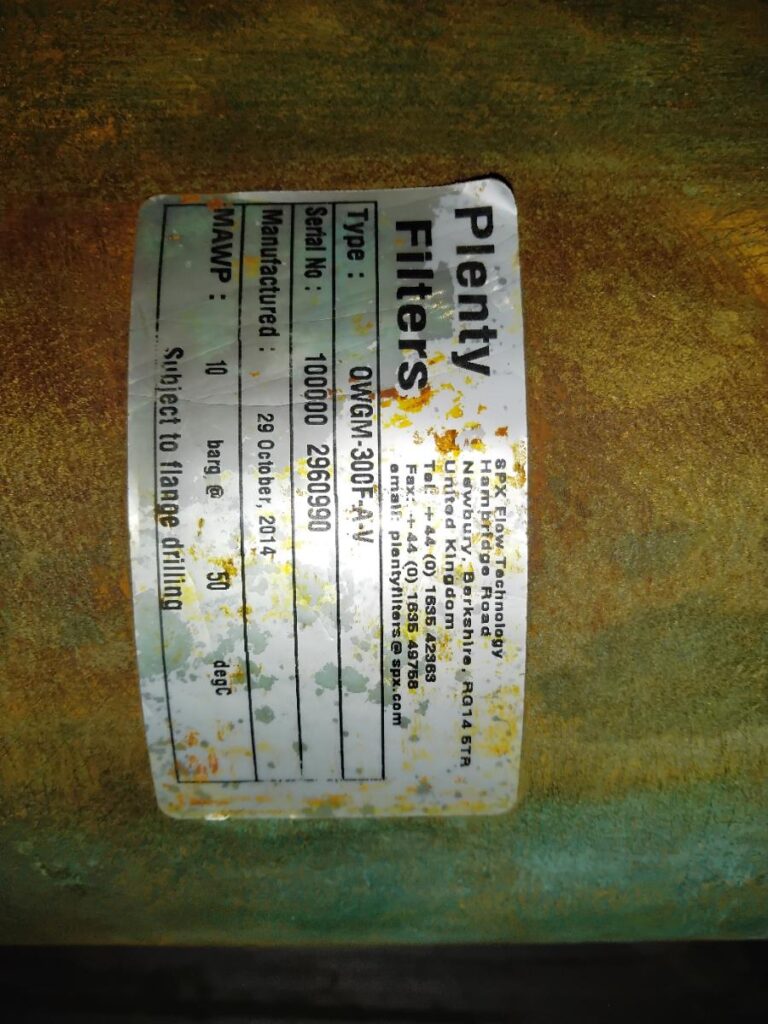 Plenty
Filters
SPX Flow Technology
Hambridge Road
Newbury, Berkshire, RG14 5TR
United Kingdom
Tel: + 44 (0) 1635 42363
Fax: + 44 (0) 1635 49758
email: plentyfilters@spx.com
Type : OWGM-300F-A-V
Serial No : 100000 2960990
Manufactured : 29 October, 2014
MAWP : 10 barg @ 50 degC
Subject to flange drilling